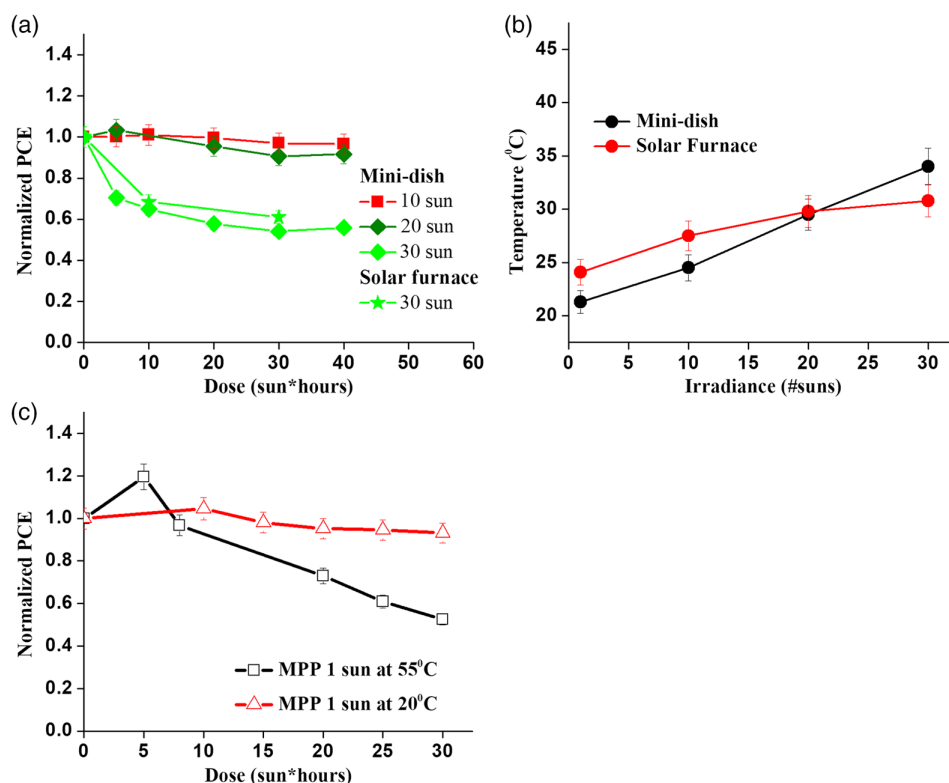 (a)
1.4
1.2
1.0
0.8
0.6
0.4
0.2
0.0
Normalized PCE
0 10 20 30 40 50 60
Dose (sun*hours)
Mini-dish
10 sun
20 sun
30 sun
Solar furnace
30 sun
(b)
45
40
35
30
25
20
Temperature (⁰C)
0 5 10 15 20 25 30
Irradiance (#suns)
Mini-dish
Solar Furnace
(c)
1.4
1.2
1.0
0.8
0.6
0.4
0.2
0.0
Normalized PCE
0 5 10 15 20 25 30
Dose (sun*hours)
MPP 1 sun at 55⁰C
MPP 1 sun at 20⁰C